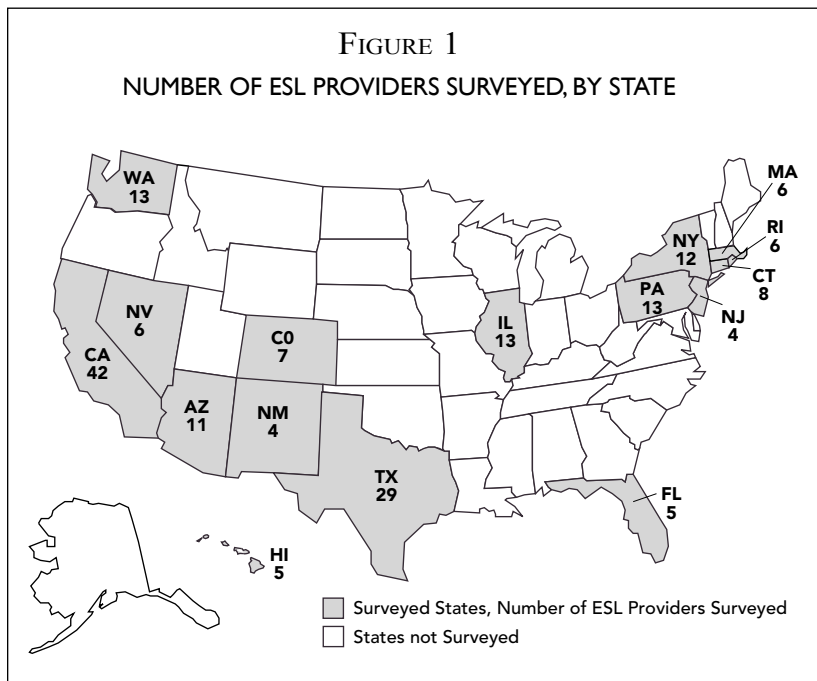 FIGURE 1
NUMBER OF ESL PROVIDERS SURVEYED, BY STATE
WA
13
MA
6
RI
6
NY
12
CT
8
PA
13
NJ
4
NV
6
IL
13
C0
7
CA
42
AZ
11
NM
4
TX
29
FL
5
HI
5
Surveyed States, Number of ESL Providers Surveyed
States not Surveyed